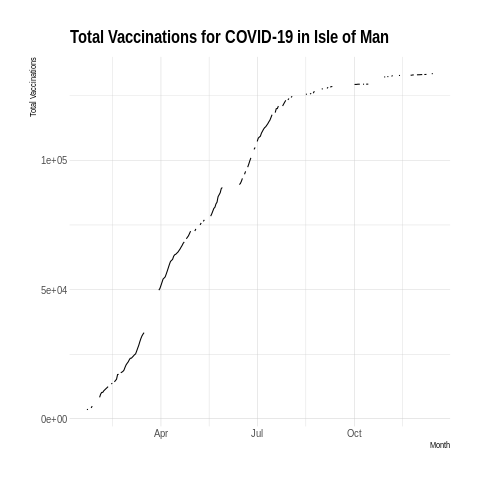 Total Vaccinations for COVID-19 in Isle of Man
Total Vaccinations
1e+05
5e+04
0e+00
Apr Jul Oct
Month